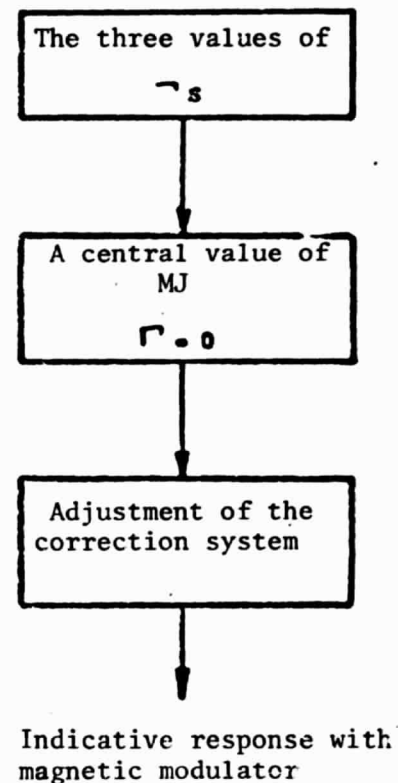 The three values of
¬s
A central value of
MJ
Adjustment of the
correction system
Indicative response with
magnetic modulator